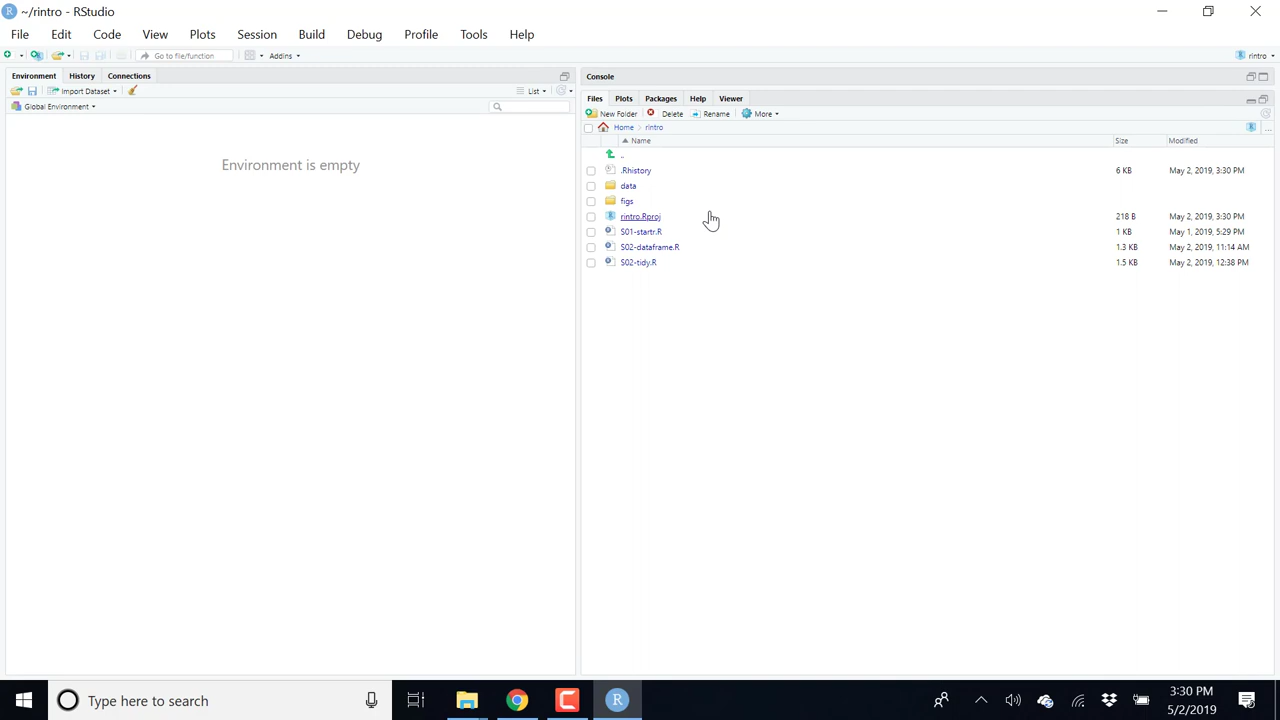 R ~/rintro - RStudio
File Edit Code View Plots Session Build Debug Profile Tools Help
Go to file/function Addins rintro
Environment History Connections
Import Dataset List
Global Environment
Environment is empty
Console
Files Plots Packages Help Viewer
New Folder Delete Rename More
Home rintro ...
Name Size Modified
..
.Rhistory 6 KB May 2, 2019, 3:30 PM
data
figs
rintro.Rproj 218 B May 2, 2019, 3:30 PM
S01-startr.R 1 KB May 1, 2019, 5:29 PM
S02-dataframe.R 1.3 KB May 2, 2019, 11:14 AM
S02-tidy.R 1.5 KB May 2, 2019, 12:38 PM
Type here to search R 3:30 PM
5/2/2019